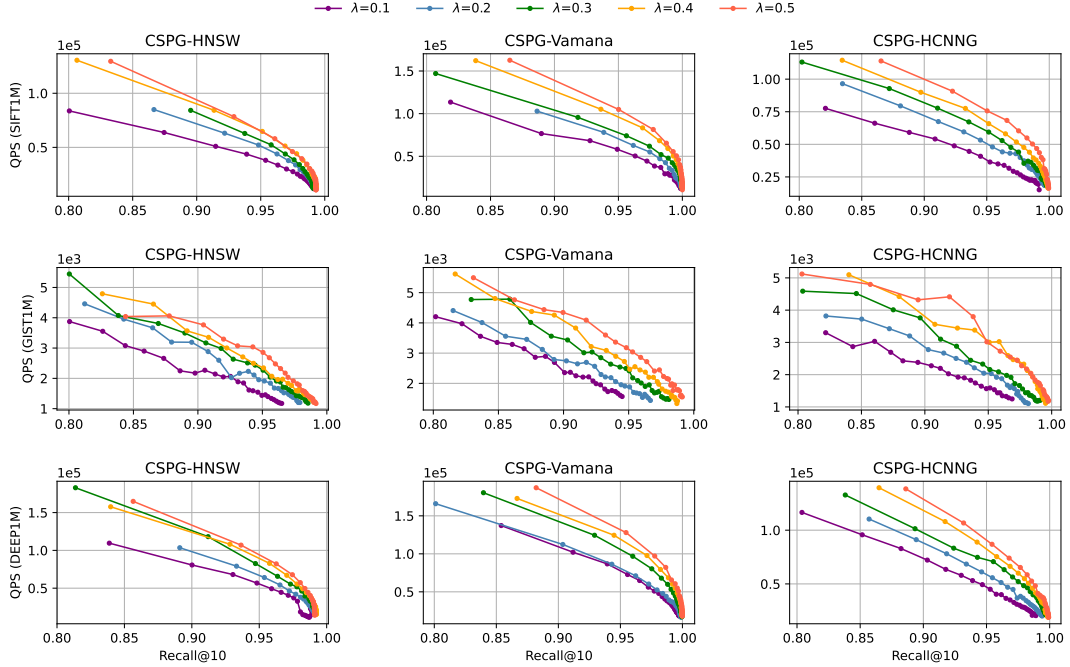 λ=0.1 λ=0.2 λ=0.3 λ=0.4 λ=0.5
CSPG-HNSW CSPG-Vamana CSPG-HCNNG
1e5 1e5 1e5
QPS (SIFT1M)
1.0 1.5 1.00
0.5 1.0 0.75
0.5 0.50
0.25
0.80 0.85 0.90 0.95 1.00 0.80 0.85 0.90 0.95 1.00 0.80 0.85 0.90 0.95 1.00
CSPG-HNSW CSPG-Vamana CSPG-HCNNG
1e3 1e3 1e3
QPS (GIST1M)
5 5 5
4 4 4
3 3 3
2 2 2
1 1
0.80 0.85 0.90 0.95 1.00 0.80 0.85 0.90 0.95 1.00 0.80 0.85 0.90 0.95 1.00
CSPG-HNSW CSPG-Vamana CSPG-HCNNG
1e5 1e5 1e5
QPS (DEEP1M)
1.5 1.5 1.0
1.0 1.0 0.5
0.5 0.5
0.80 0.85 0.90 0.95 1.00 0.80 0.85 0.90 0.95 1.00 0.80 0.85 0.90 0.95 1.00
Recall@10 Recall@10 Recall@10